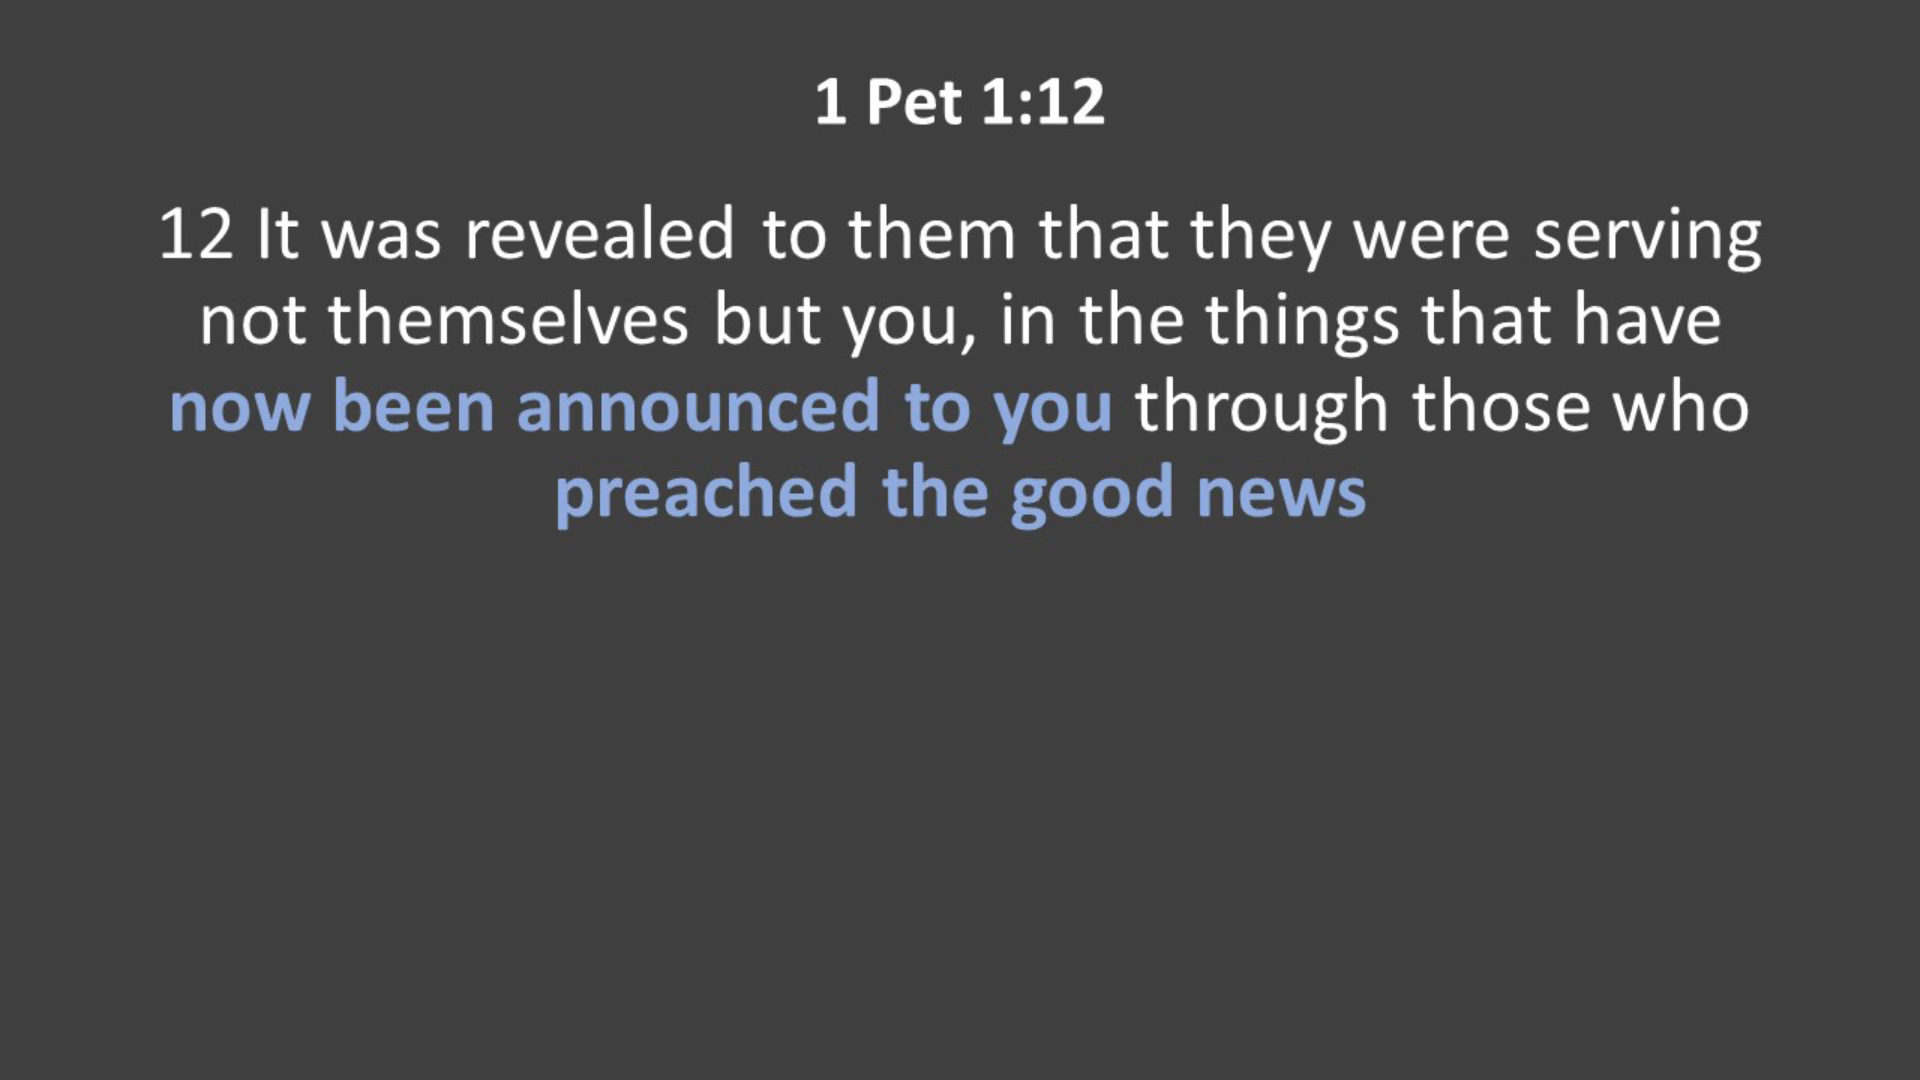 1 Pet 1:12
12 It was revealed to them that they were serving
not themselves but you, in the things that have
now been announced to you through those who
preached the good news